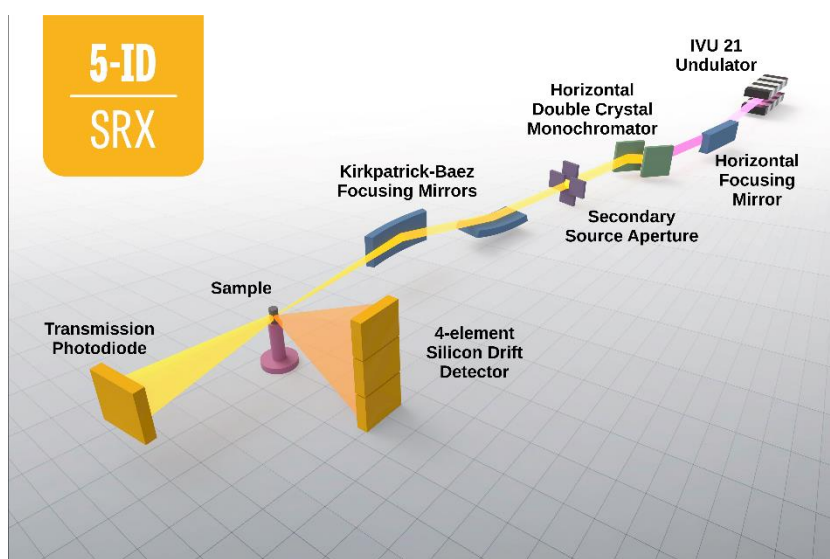 5-ID
SRX
IVU 21
Undulator
Horizontal
Double Crystal
Monochromator
Kirkpatrick-Baez
Focusing Mirrors
Horizontal
Focusing
Mirror
Secondary
Source Aperture
Sample
Transmission
Photodiode
4-element
Silicon Drift
Detector